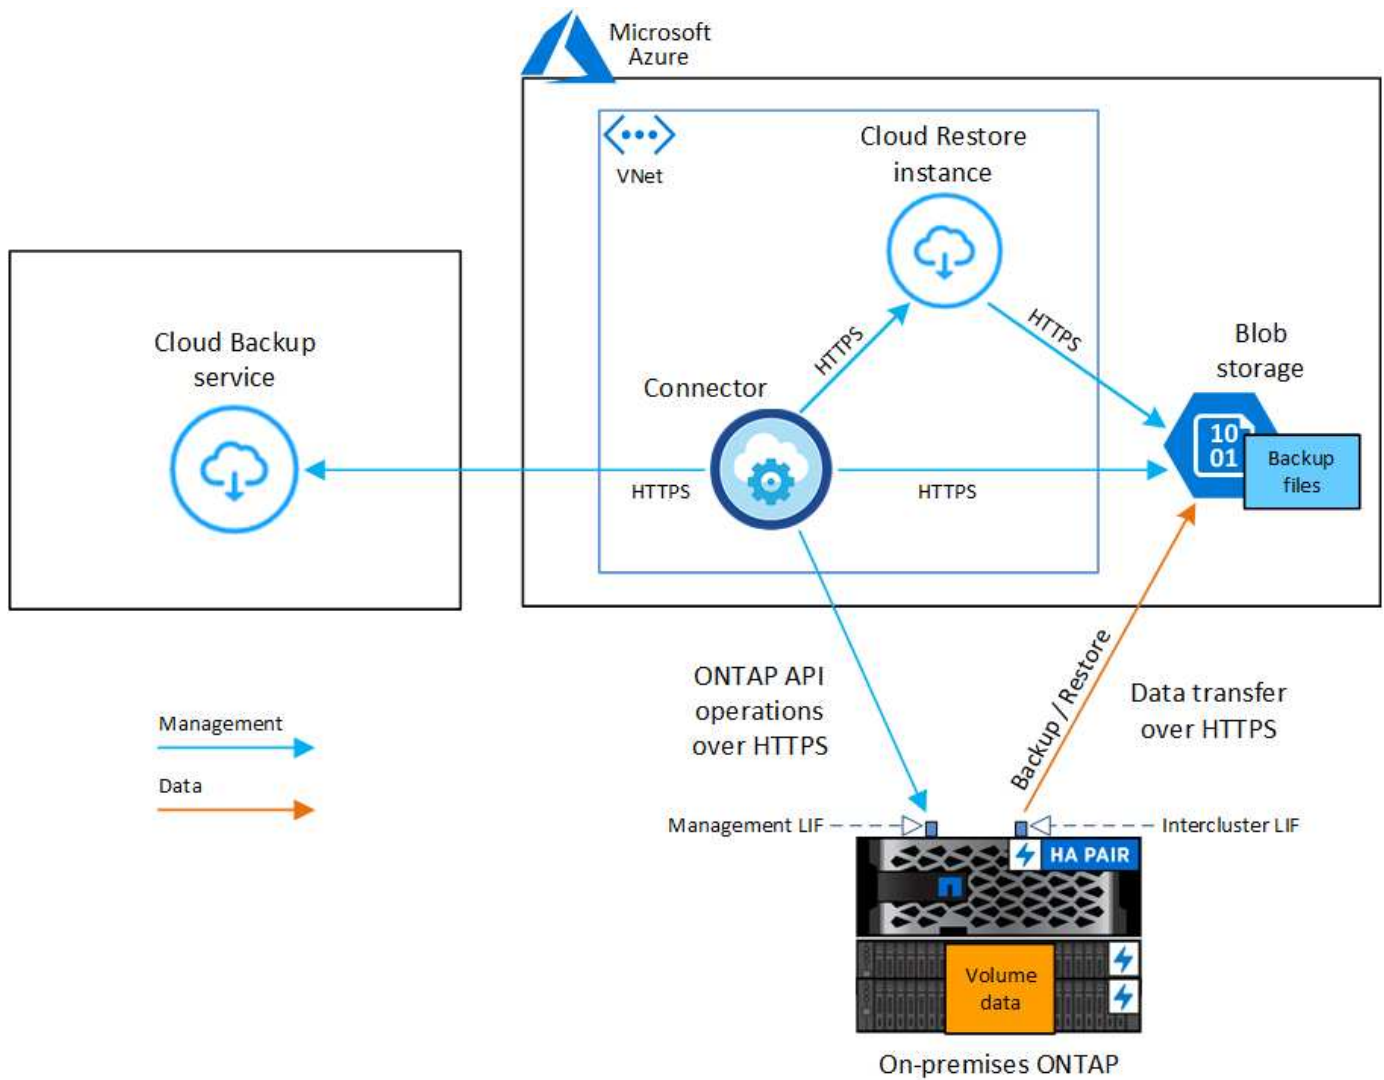 Microsoft
Azure
VNet
Cloud Restore
instance
HTTPS
HTTPS
Blob
storage
10
01
Backup
files
Connector
Cloud Backup
service
HTTPS
HTTPS
ONTAP API
operations
over HTTPS
Backup / Restore
Data transfer
over HTTPS
Management
Data
Management LIF
Intercluster LIF
HA PAIR
Volume
data
On-premises ONTAP